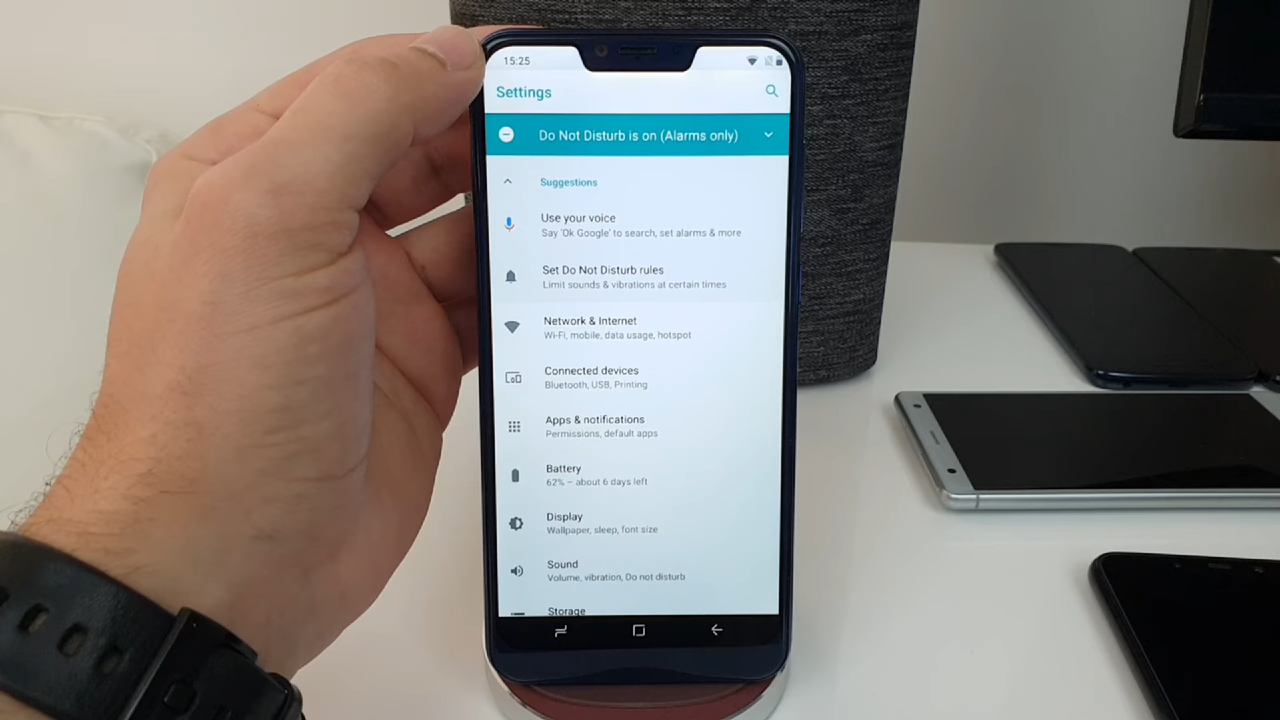 15:25
Settings
Do Not Disturb is on (Alarms only)
Suggestions
Use your voice
Say 'Ok Google' to search, set alarms & more
Set Do Not Disturb rules
Limit sounds & vibrations at certain times
Network & Internet
Wi-Fi, mobile, data usage, hotspot
Connected devices
Bluetooth, USB, Printing
Apps & notifications
Permissions, default apps
Battery
62% – about 6 days left
Display
Wallpaper, sleep, font size
Sound
Volume, vibration, Do not disturb
Storage